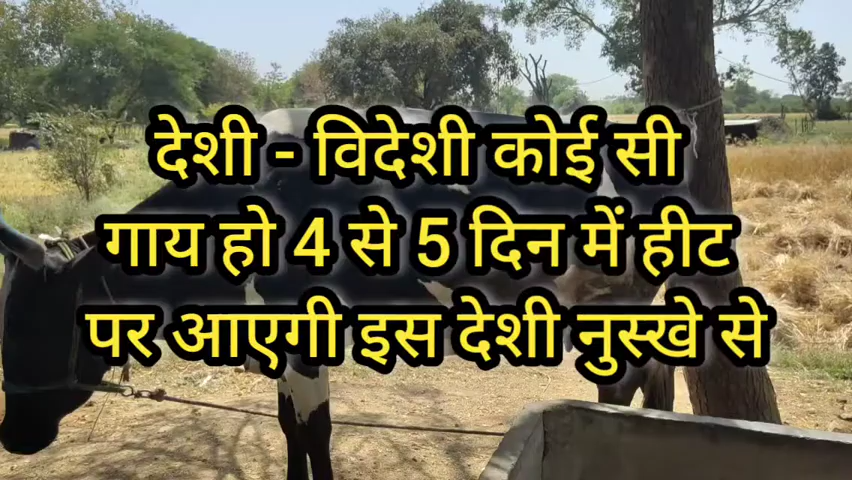 देशी - विदेशी कोई सी
गाय हो 4 से 5 दिन में हीट
पर आएगी इस देशी नुस्खे से